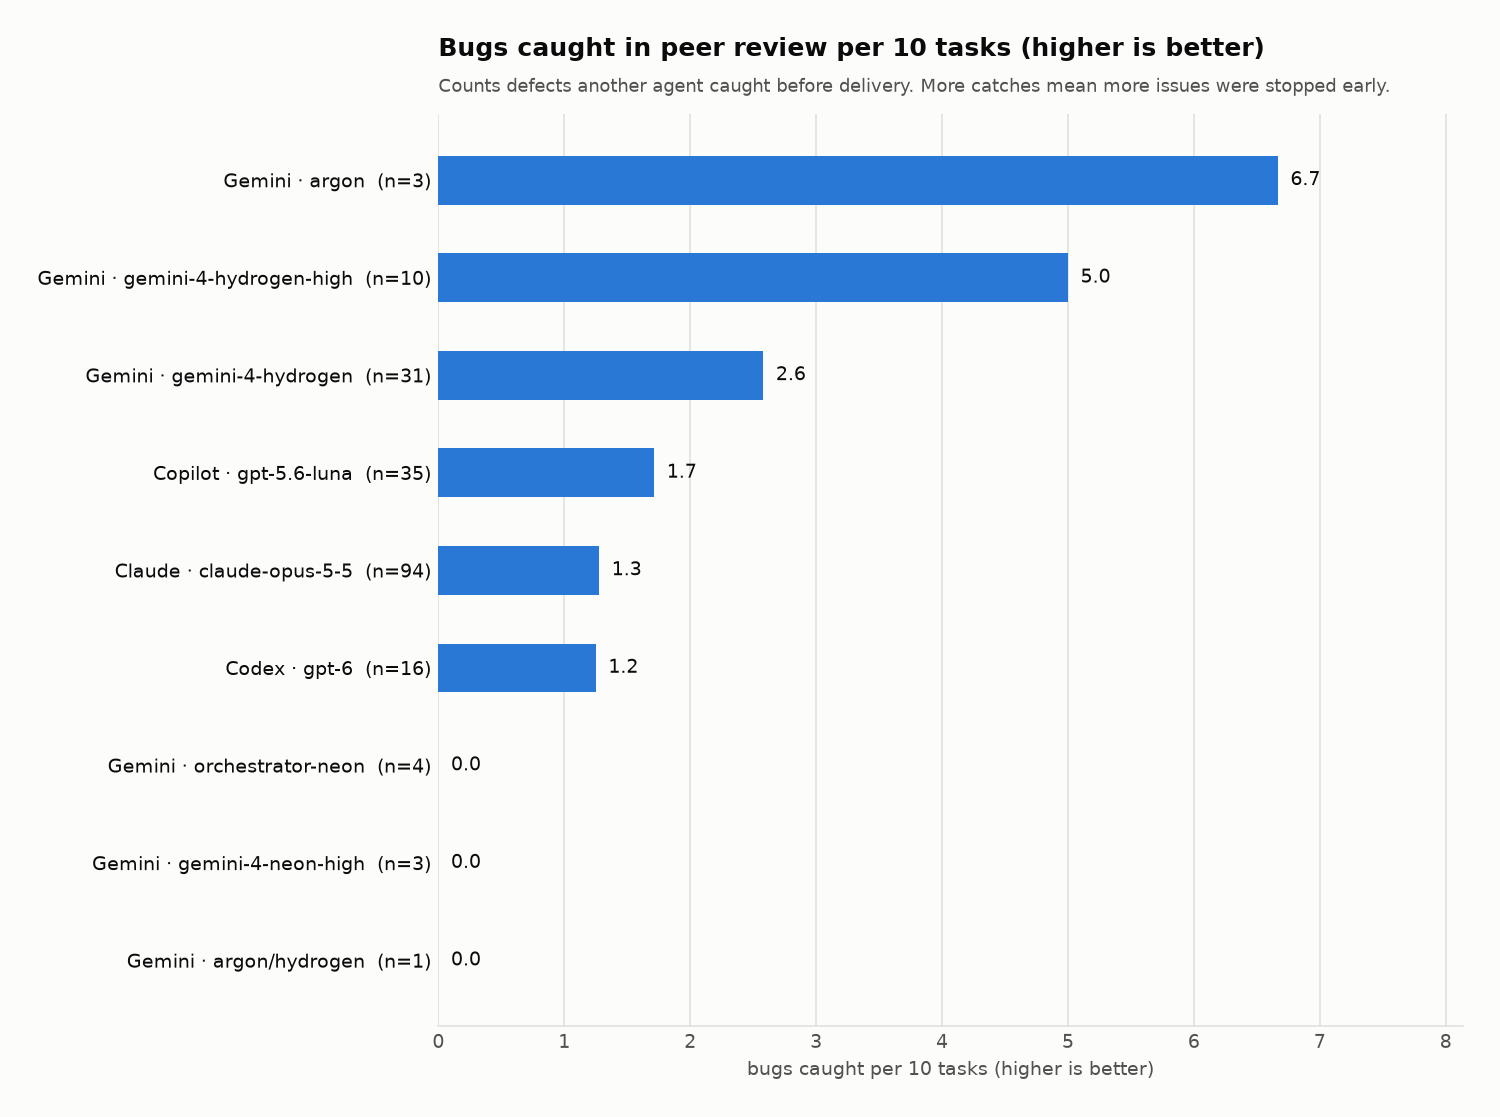 Bugs caught in peer review per 10 tasks (higher is better)
Counts defects another agent caught before delivery. More catches mean more issues were stopped early.
Gemini · argon (n=3) 6.7
Gemini · gemini-4-hydrogen-high (n=10) 5.0
Gemini · gemini-4-hydrogen (n=31) 2.6
Copilot · gpt-5.6-luna (n=35) 1.7
Claude · claude-opus-5-5 (n=94) 1.3
Codex · gpt-6 (n=16) 1.2
Gemini · orchestrator-neon (n=4) 0.0
Gemini · gemini-4-neon-high (n=3) 0.0
Gemini · argon/hydrogen (n=1) 0.0
0 1 2 3 4 5 6 7 8
bugs caught per 10 tasks (higher is better)